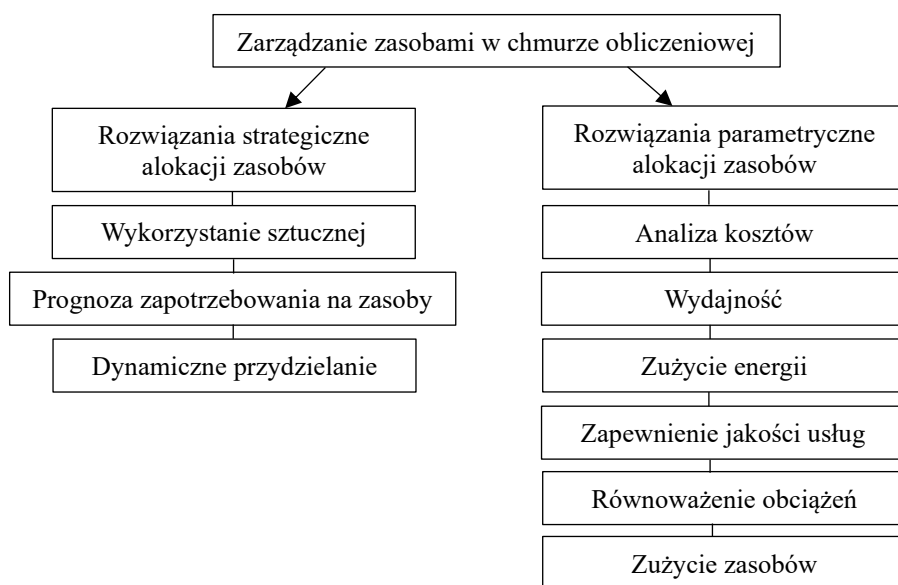 Zarządzanie zasobami w chmurze obliczeniowej
Rozwiązania strategiczne
alokacji zasobów
Wykorzystanie sztucznej
Prognoza zapotrzebowania na zasoby
Dynamiczne przydzielanie
Rozwiązania parametryczne
alokacji zasobów
Analiza kosztów
Wydajność
Zużycie energii
Zapewnienie jakości usług
Równoważenie obciążeń
Zużycie zasobów